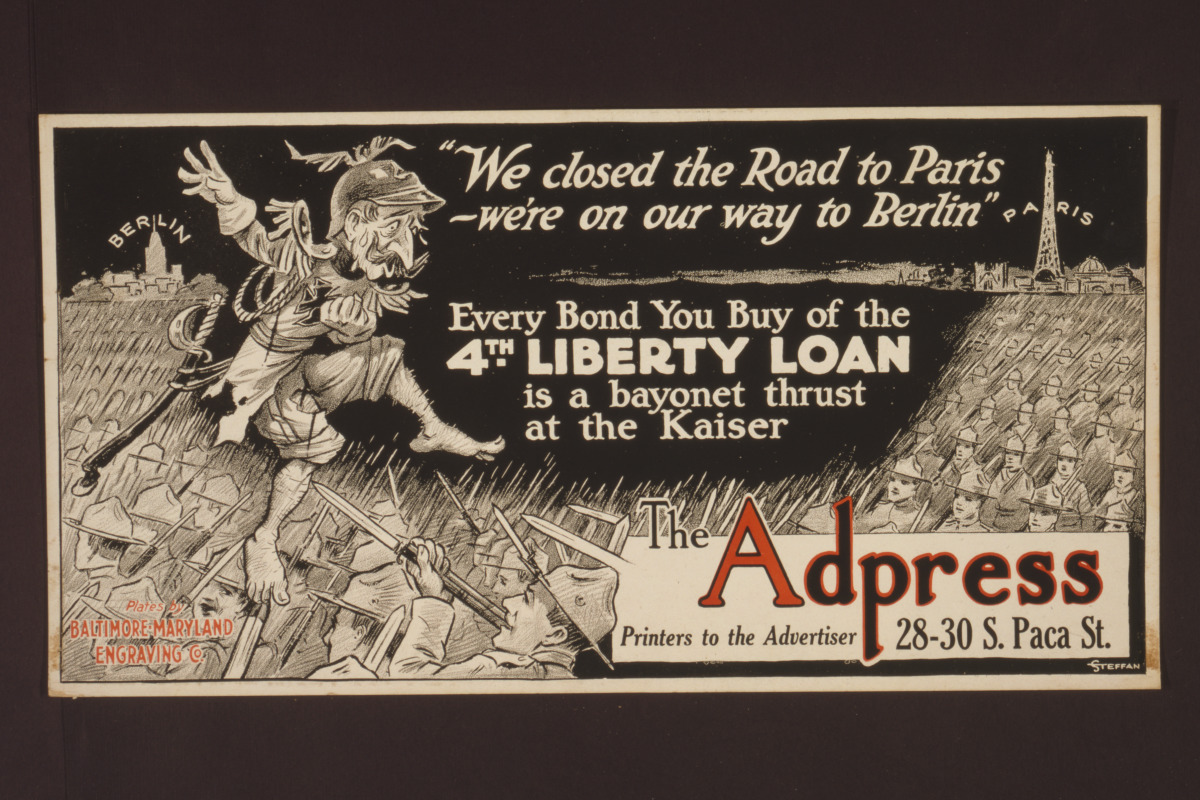 "We closed the Road to Paris
–we're on our way to Berlin"
BERLIN
PARIS
Every Bond You Buy of the
4TH LIBERTY LOAN
is a bayonet thrust
at the Kaiser
The Adpress
Printers to the Advertiser
28-30 S. Paca St.
Plates by
BALTIMORE-MARYLAND
ENGRAVING Co.
STEFFAN